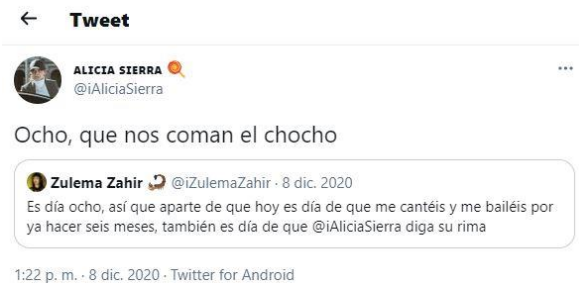 Tweet
ALICIA SIERRA
@iAliciaSierra
Ocho, que nos coman el chocho
Zulema Zahir @iZulemaZahir · 8 dic. 2020
Es día ocho, así que aparte de que hoy es día de que me cantéis y me bailéis por
ya hacer seis meses, también es día de que @iAliciaSierra diga su rima
1:22 p. m. · 8 dic. 2020 · Twitter for Android